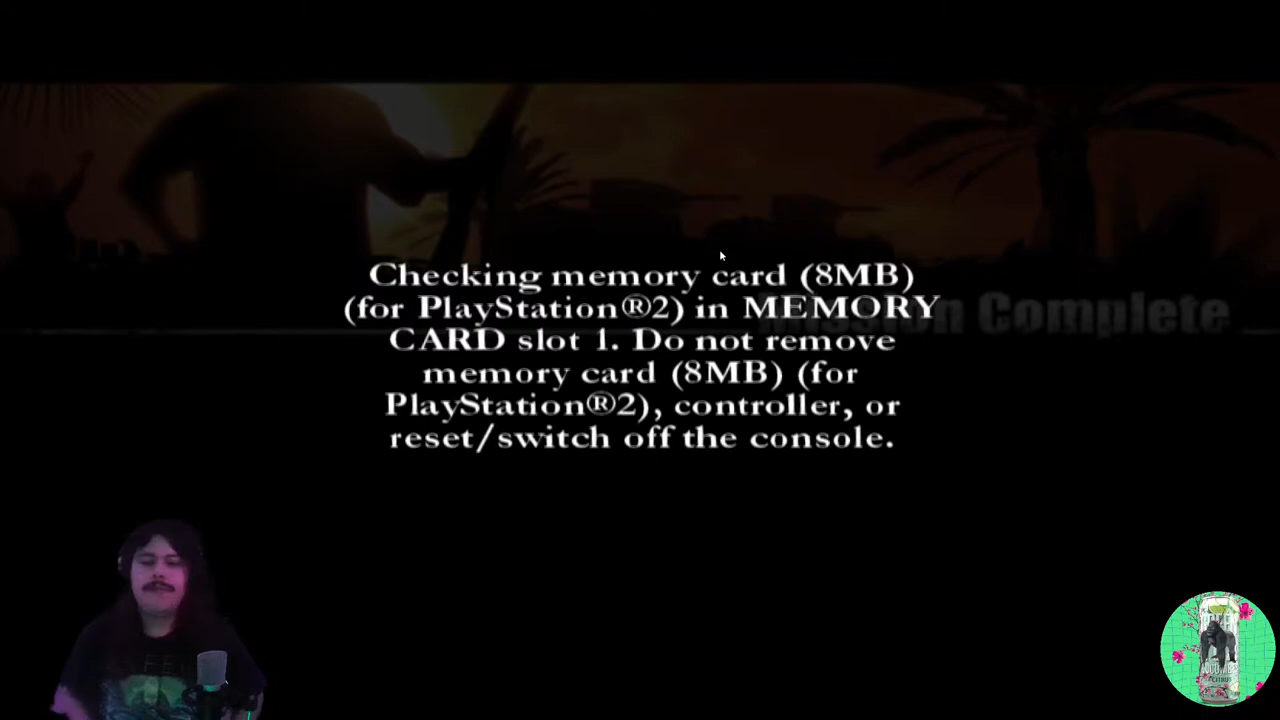 Checking memory card (8MB)
(for PlayStation®2) in MEMORY
CARD slot 1. Do not remove
memory card (8MB) (for
PlayStation®2), controller, or
reset/switch off the console.
Mission Complete